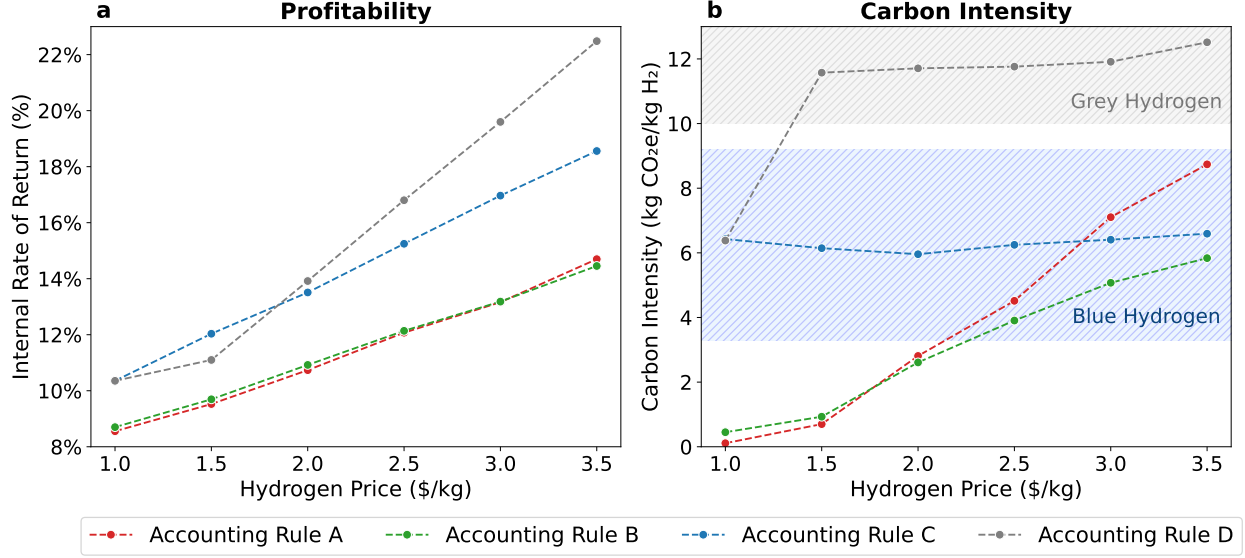 a
Profitability
22%
20%
18%
16%
14%
12%
10%
8%
Internal Rate of Return (%)
1.0 1.5 2.0 2.5 3.0 3.5
Hydrogen Price ($/kg)
b
Carbon Intensity
12
10
8
6
4
2
0
Carbon Intensity (kg CO₂e/kg H₂)
Grey Hydrogen
Blue Hydrogen
1.0 1.5 2.0 2.5 3.0 3.5
Hydrogen Price ($/kg)
Accounting Rule A Accounting Rule B Accounting Rule C Accounting Rule D